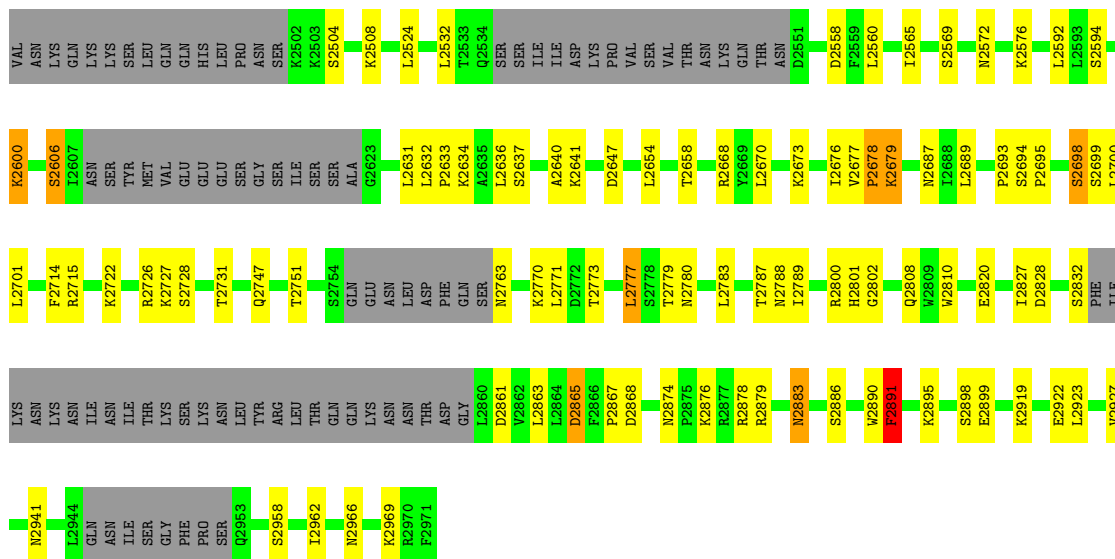 VAL ASN LYS GLN LYS LYS SER LEU GLN GLN HIS LEU PRO ASN SER K2502 K2503 S2504 K2508 L2524 L2532 T2533 Q2534 SER SER ILE ILE ASP LYS PRO VAL SER VAL THR ASN LYS GLN THR ASN D2551 D2558 F2559 L2560 I2565 S2569 N2572 K2576 L2592 L2593 S2594
K2600 S2606 I2607 ASN SER TYR MET VAL GLU GLU GLU SER GLY SER ILE SER SER ALA G2623 L2631 L2632 P2633 K2634 A2635 L2636 S2637 A2640 K2641 D2647 L2654 T2658 R2668 Y2669 L2670 K2673 I2676 V2677 P2678 K2679 N2687 I2688 L2689 P2693 S2694 P2695 S2698 S2699 L2700
L2701 F2714 R2715 K2722 R2726 K2727 S2728 T2731 Q2747 T2751 S2754 GLN GLU ASN LEU ASP PHE GLN SER N2763 K2770 L2771 D2772 T2773 L2777 S2778 T2779 N2780 L2783 T2787 N2788 I2789 R2800 H2801 G2802 Q2808 W2809 W2810 E2820 I2827 D2828 S2832 PHE ILE
LYS ASN LYS ASN ILE ASN ILE THR LYS SER LYS ASN LEU TYR ARG LEU THR GLN GLN LYS ASN ASN THR ASP GLY L2860 D2861 V2862 L2863 L2864 D2865 F2866 P2867 D2868 N2874 P2875 K2876 R2877 R2878 R2879 N2883 S2886 W2890 F2891 K2895 S2898 E2899 K2919 E2922 L2923
N2941 L2944 GLN ASN ILE SER GLY PHE PRO SER Q2953 S2958 I2962 N2966 K2969 R2970 F2971